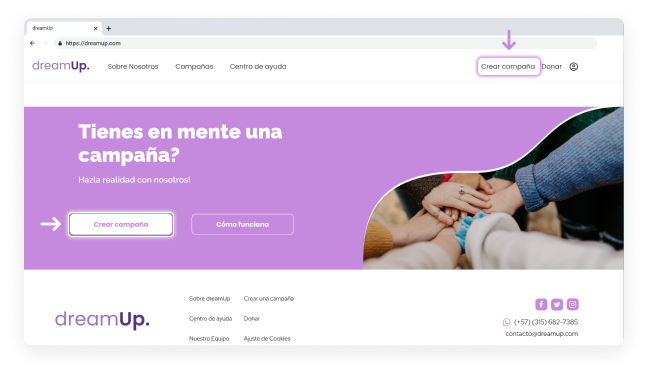 dreamUp
https://dreamup.com
dreamUp. Sobre Nosotros Campañas Centro de ayuda Crear campaña Donar
Tienes en mente una
campaña?
Hazla realidad con nosotros!
Crear campaña Cómo funciona
Sobre dreamUp Crear una campaña
dreamUp. Centro de ayuda Donar
Nuestro Equipo Ajuste de Cookies
(+57) (315) 682-7385
contacto@dreamup.com